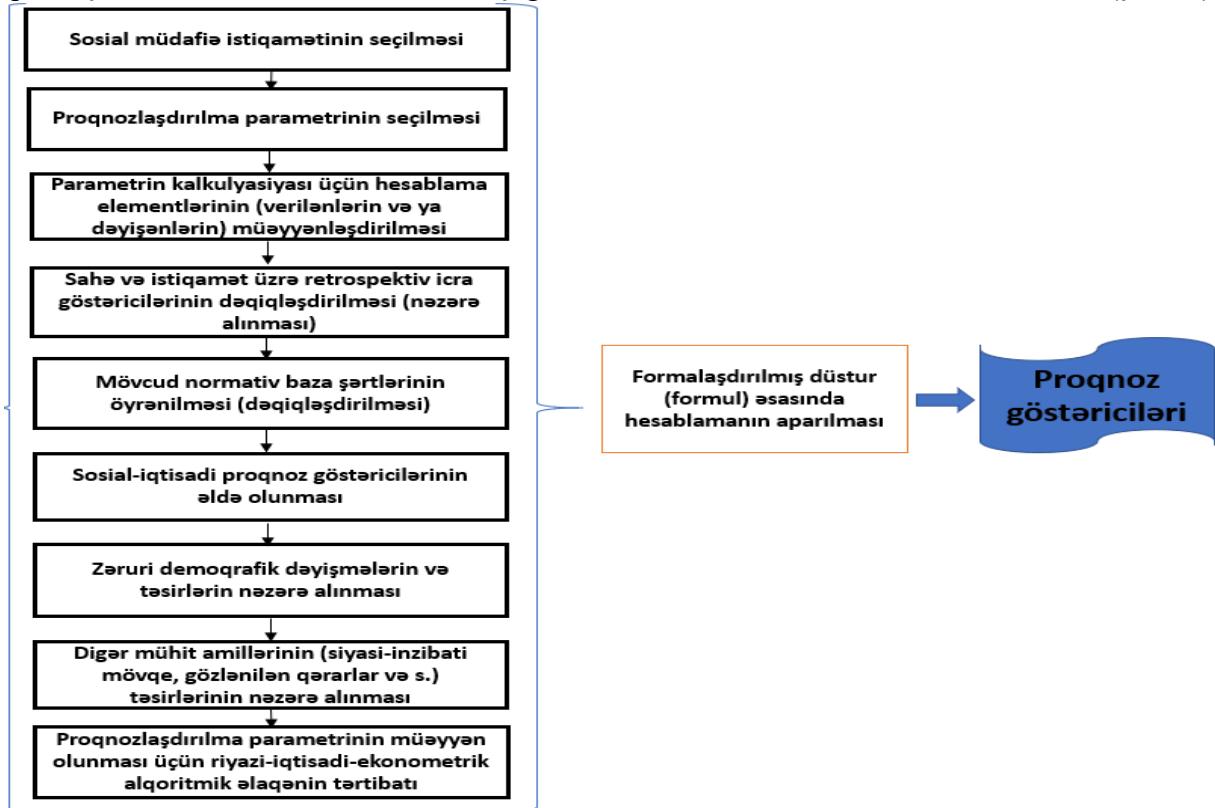 Sosial müdafiə istiqamətinin seçilməsi
Proqnozlaşdırılma parametrinin seçilməsi
Parametrin kalkulyasiyası üçün hesablama
elementlərinin (verilənlərin və ya
dəyişənlərin) müəyyənləşdirilməsi
Sahə və istiqamət üzrə retrospektiv icra
göstəricilərinin dəqiqləşdirilməsi (nəzərə
alınması)
Mövcud normativ baza şərtlərinin
öyrənilməsi (dəqiqləşdirilməsi)
Sosial-iqtisadi proqnoz göstəricilərinin
əldə olunması
Zəruri demoqrafik dəyişmələrin və
təsirlərin nəzərə alınması
Digər mühit amillərinin (siyasi-inzibati
mövqe, gözlənilən qərarlar və s.)
təsirlərinin nəzərə alınması
Proqnozlaşdırılma parametrinin müəyyən
olunması üçün riyazi-iqtisadi-ekonometrik
alqoritmik əlaqənin tərtibatı
Formalaşdırılmış düstur
(formul) əsasında
hesablamanın aparılması
Proqnoz
göstəriciləri